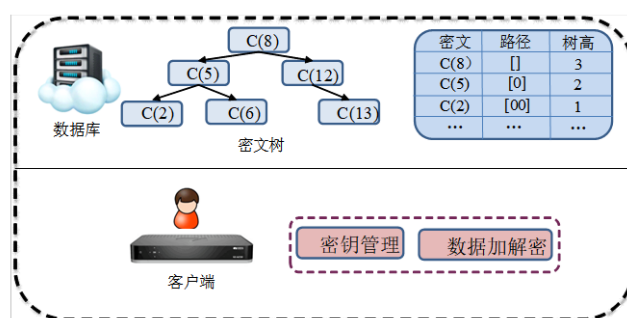 C(8)
C(5)
C(12)
C(2)
C(6)
C(13)
数据库
密文树
密文 路径 树高
C(8) [] 3
C(5) [0] 2
C(2) [00] 1
… … …
密钥管理
数据加解密
客户端